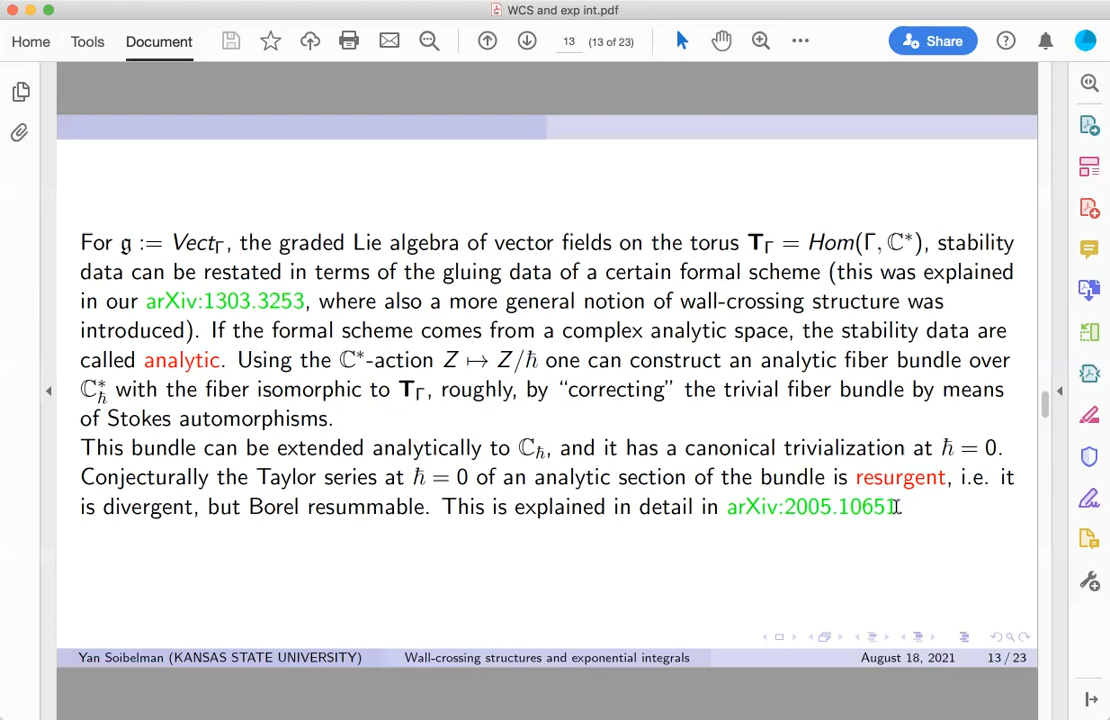 WCS and exp int.pdf
Home Tools Document 13 (13 of 23) Share
For 𝔤 := Vect_Γ, the graded Lie algebra of vector fields on the torus T_Γ = Hom(Γ, ℂ*), stability
data can be restated in terms of the gluing data of a certain formal scheme (this was explained
in our arXiv:1303.3253, where also a more general notion of wall-crossing structure was
introduced). If the formal scheme comes from a complex analytic space, the stability data are
called analytic. Using the ℂ*-action Z ↦ Z/ℏ one can construct an analytic fiber bundle over
ℂ*_ℏ with the fiber isomorphic to T_Γ, roughly, by “correcting” the trivial fiber bundle by means
of Stokes automorphisms.
This bundle can be extended analytically to ℂ_ℏ, and it has a canonical trivialization at ℏ = 0.
Conjecturally the Taylor series at ℏ = 0 of an analytic section of the bundle is resurgent, i.e. it
is divergent, but Borel resummable. This is explained in detail in arXiv:2005.10651.
Yan Soibelman (KANSAS STATE UNIVERSITY) Wall-crossing structures and exponential integrals August 18, 2021 13 / 23